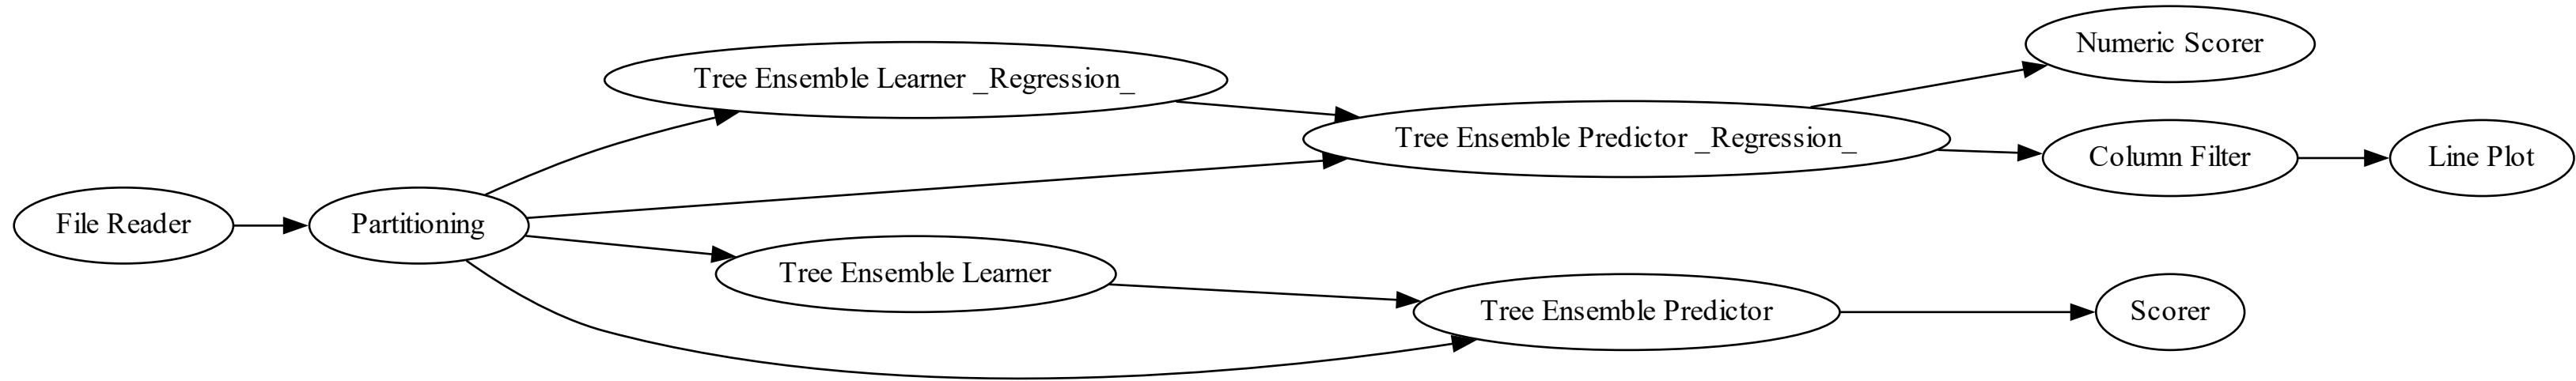 File Reader
Partitioning
Tree Ensemble Learner _Regression_
Tree Ensemble Learner
Tree Ensemble Predictor _Regression_
Tree Ensemble Predictor
Numeric Scorer
Column Filter
Scorer
Line Plot